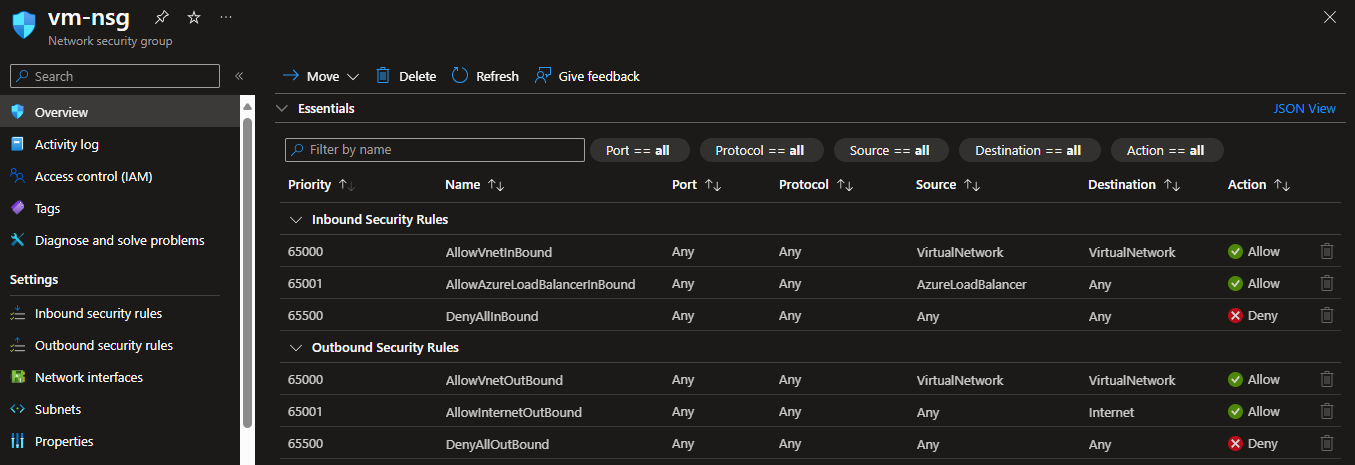 vm-nsg ...
Network security group
Search «
Move Delete Refresh Give feedback
Essentials JSON View
Overview
Activity log
Access control (IAM)
Tags
Diagnose and solve problems
Settings
Inbound security rules
Outbound security rules
Network interfaces
Subnets
Properties
Filter by name Port == all Protocol == all Source == all Destination == all Action == all
Priority ↑↓ Name ↑↓ Port ↑↓ Protocol ↑↓ Source ↑↓ Destination ↑↓ Action ↑↓
Inbound Security Rules
65000 AllowVnetInBound Any Any VirtualNetwork VirtualNetwork Allow
65001 AllowAzureLoadBalancerInBound Any Any AzureLoadBalancer Any Allow
65500 DenyAllInBound Any Any Any Any Deny
Outbound Security Rules
65000 AllowVnetOutBound Any Any VirtualNetwork VirtualNetwork Allow
65001 AllowInternetOutBound Any Any Any Internet Allow
65500 DenyAllOutBound Any Any Any Any Deny